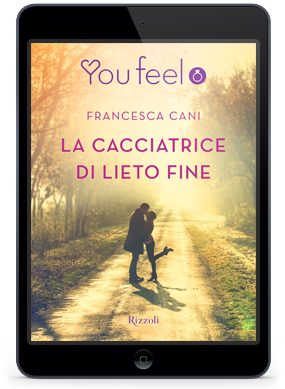 You feel
FRANCESCA CANI
LA CACCIATRICE
DI LIETO FINE
Rizzoli